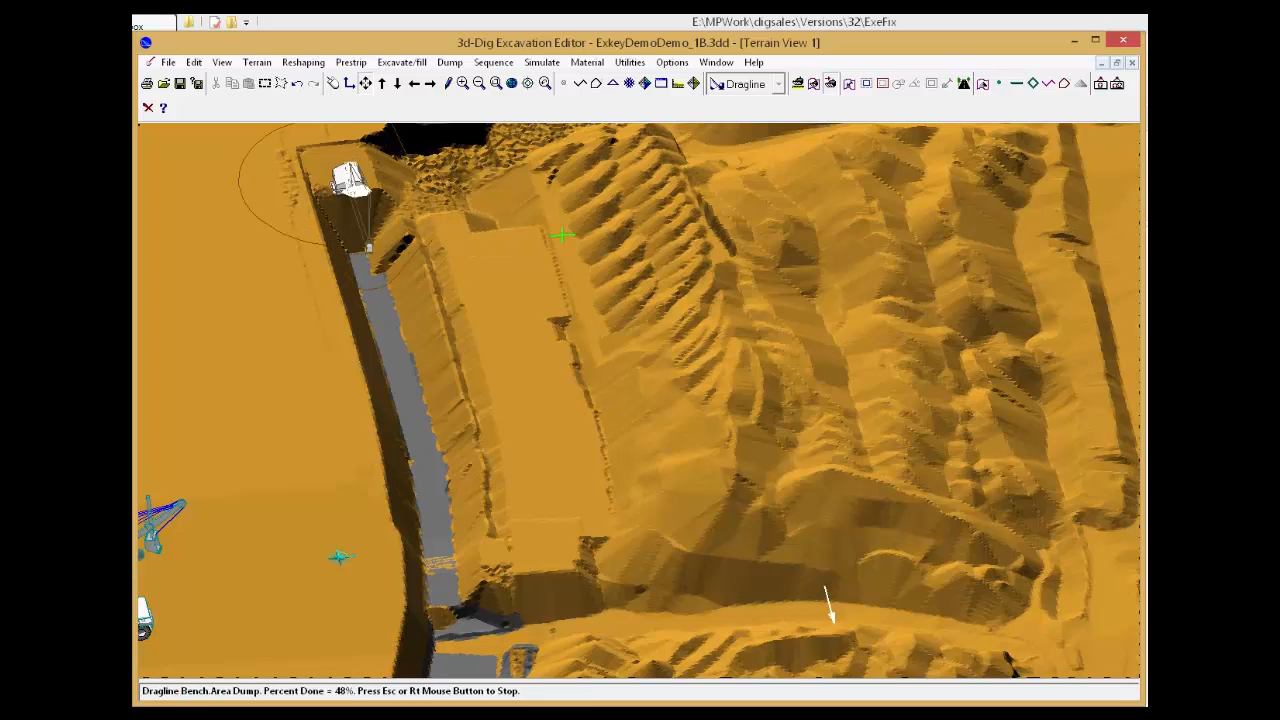 ox
E:\MPWork\digsales\Versions\32\ExeFix
3d-Dig Excavation Editor - ExkeyDemoDemo_1B.3dd - [Terrain View 1]
File Edit View Terrain Reshaping Prestrip Excavate/fill Dump Sequence Simulate Material Utilities Options Window Help
Dragline
Dragline Bench.Area Dump. Percent Done = 48%. Press Esc or Rt Mouse Button to Stop.